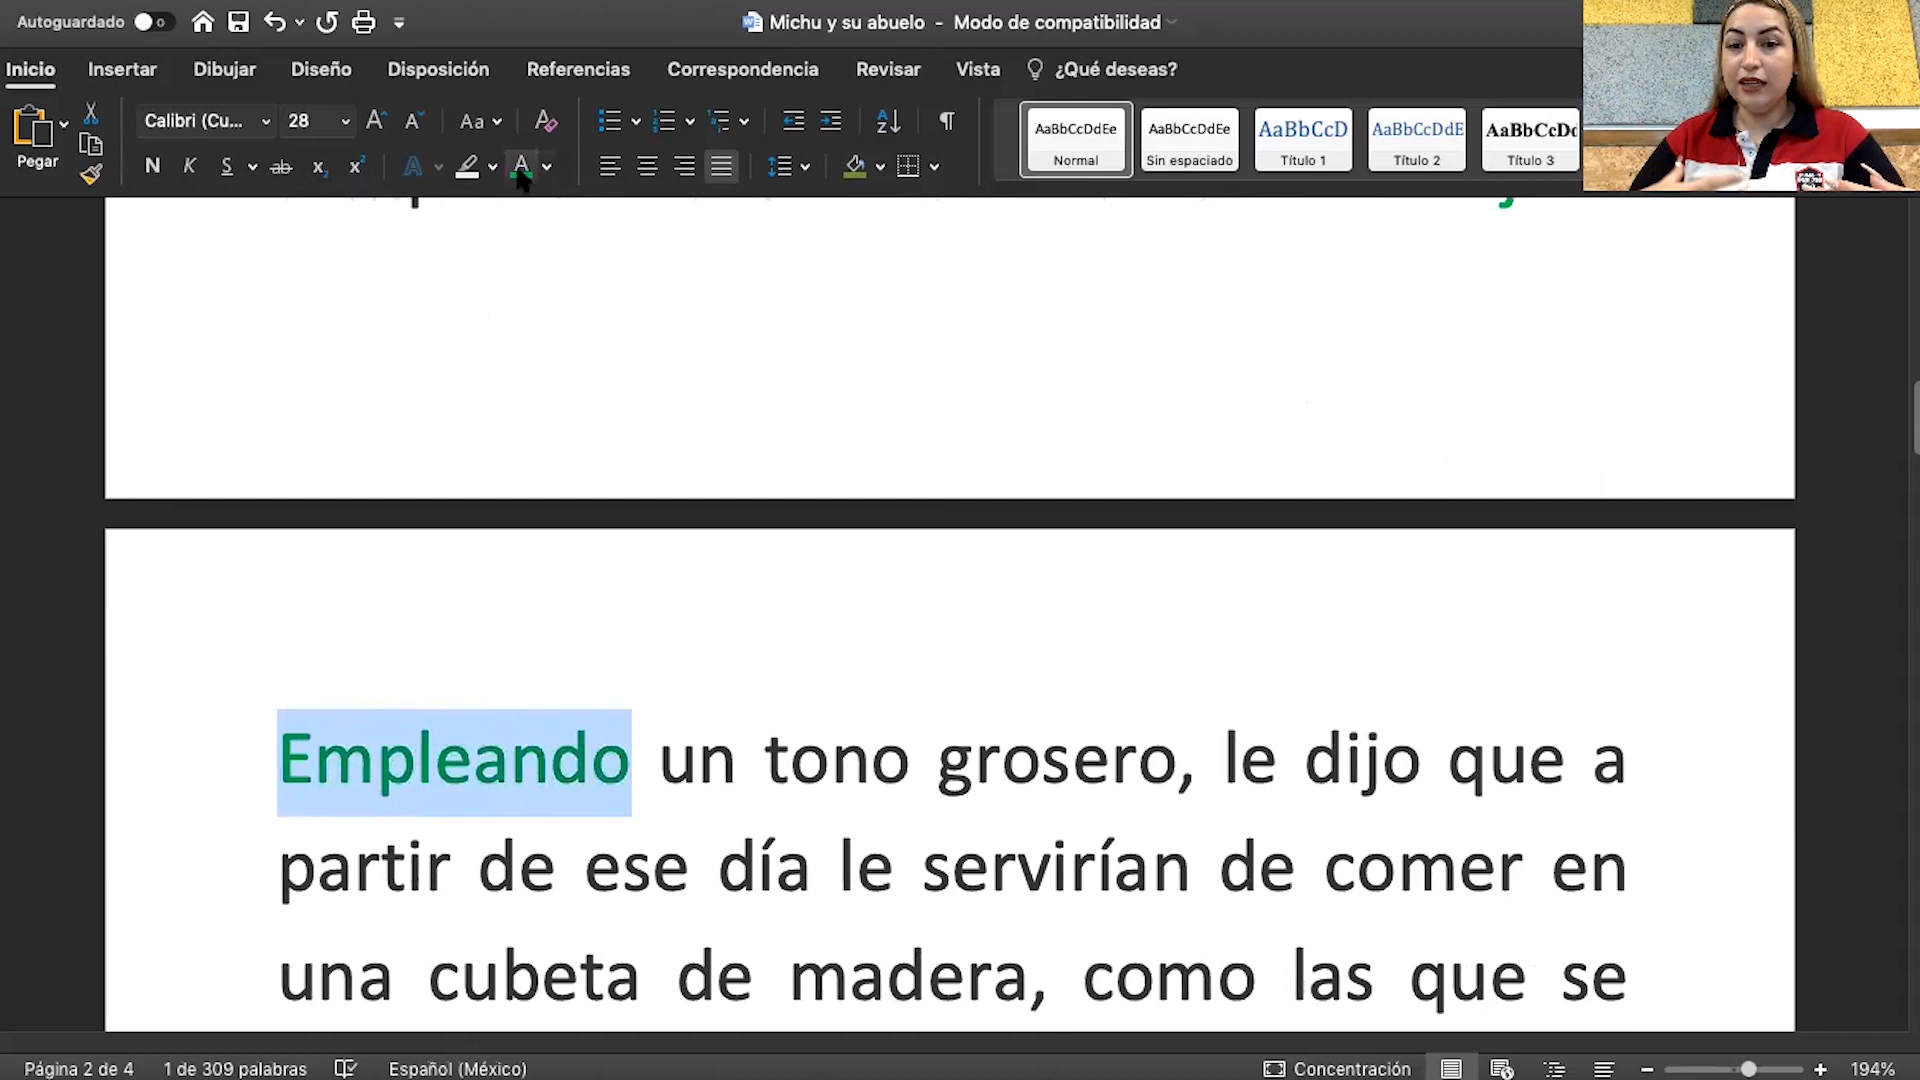 Autoguardado
Michu y su abuelo - Modo de compatibilidad
Inicio Insertar Dibujar Diseño Disposición Referencias Correspondencia Revisar Vista ¿Qué deseas?
Pegar
Calibri (Cu... 28 Aa
N K S ab x₂ x² A A
AaBbCcDdEe AaBbCcDdEe AaBbCcD AaBbCcDdE AaBbCcDc
Normal Sin espaciado Título 1 Título 2 Título 3
Empleando un tono grosero, le dijo que a
partir de ese día le servirían de comer en
una cubeta de madera, como las que se
Página 2 de 4 1 de 309 palabras Español (México) Concentración 194%